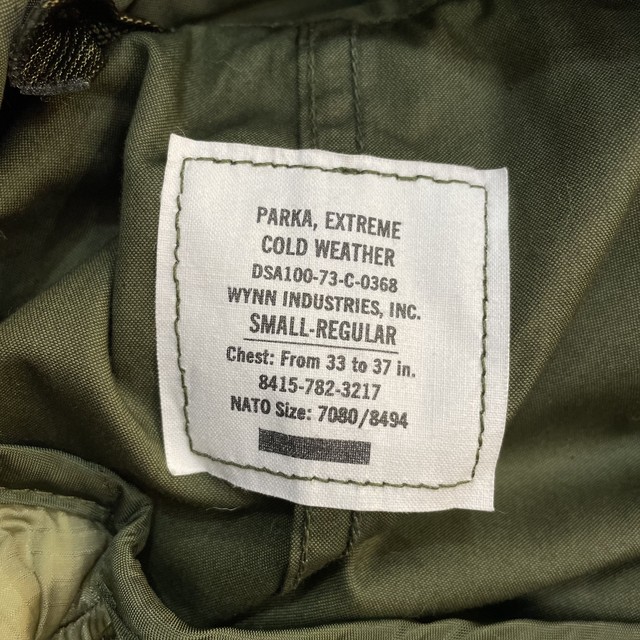 PARKA, EXTREME
COLD WEATHER
DSA100-73-C-0368
WYNN INDUSTRIES, INC.
SMALL-REGULAR
Chest: From 33 to 37 in.
8415-782-3217
NATO Size: 7080/8494